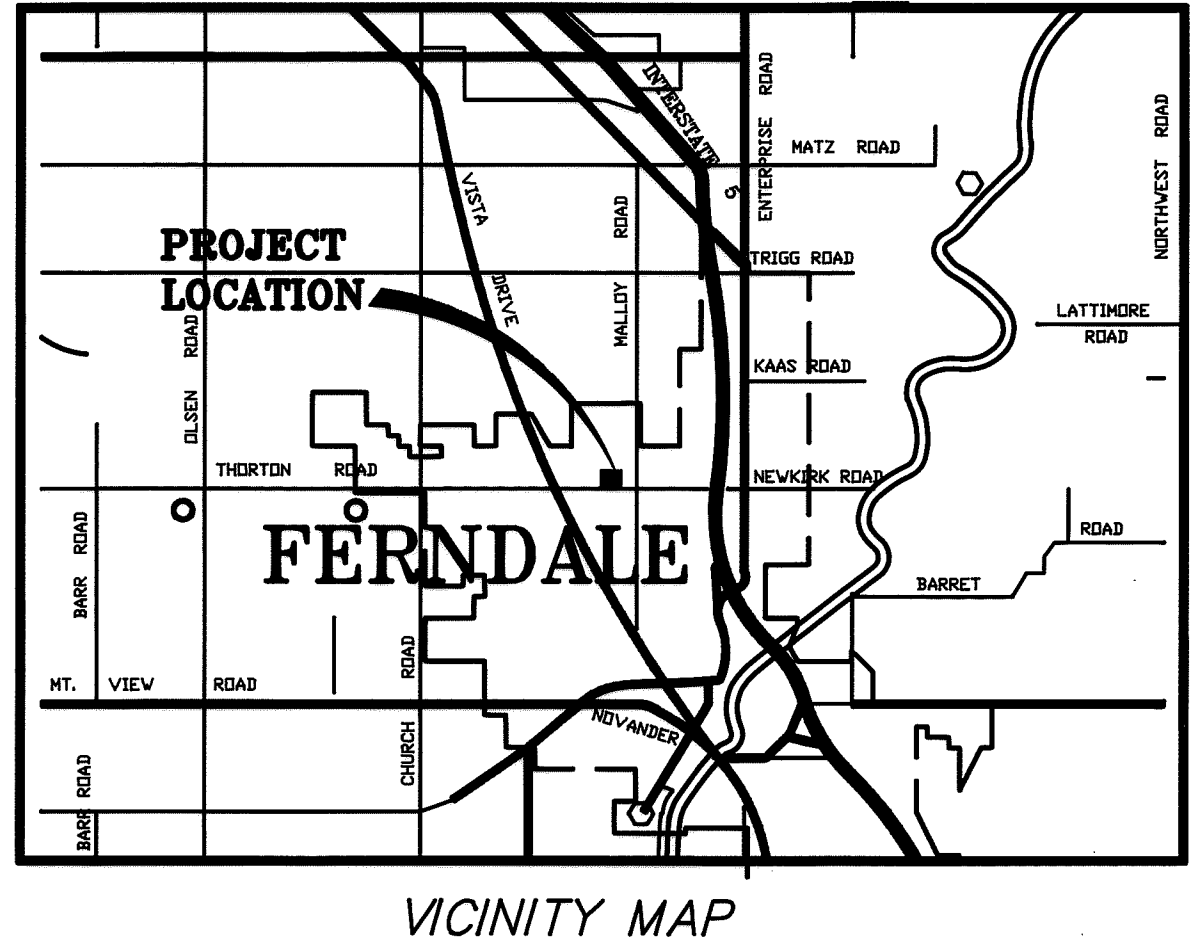 INTERSTATE 5
ENTERPRISE ROAD
NORTHWEST ROAD
MATZ ROAD
VISTA DRIVE
MALLOY ROAD
PROJECT
LOCATION
TRIGG ROAD
OLSEN ROAD
LATTIMORE
ROAD
KAAS ROAD
THORTON ROAD
NEWKIRK ROAD
FERNDALE
BARR ROAD
ROAD
BARRET
CHURCH ROAD
MT. VIEW ROAD
NOVANDER
BARR ROAD
VICINITY MAP